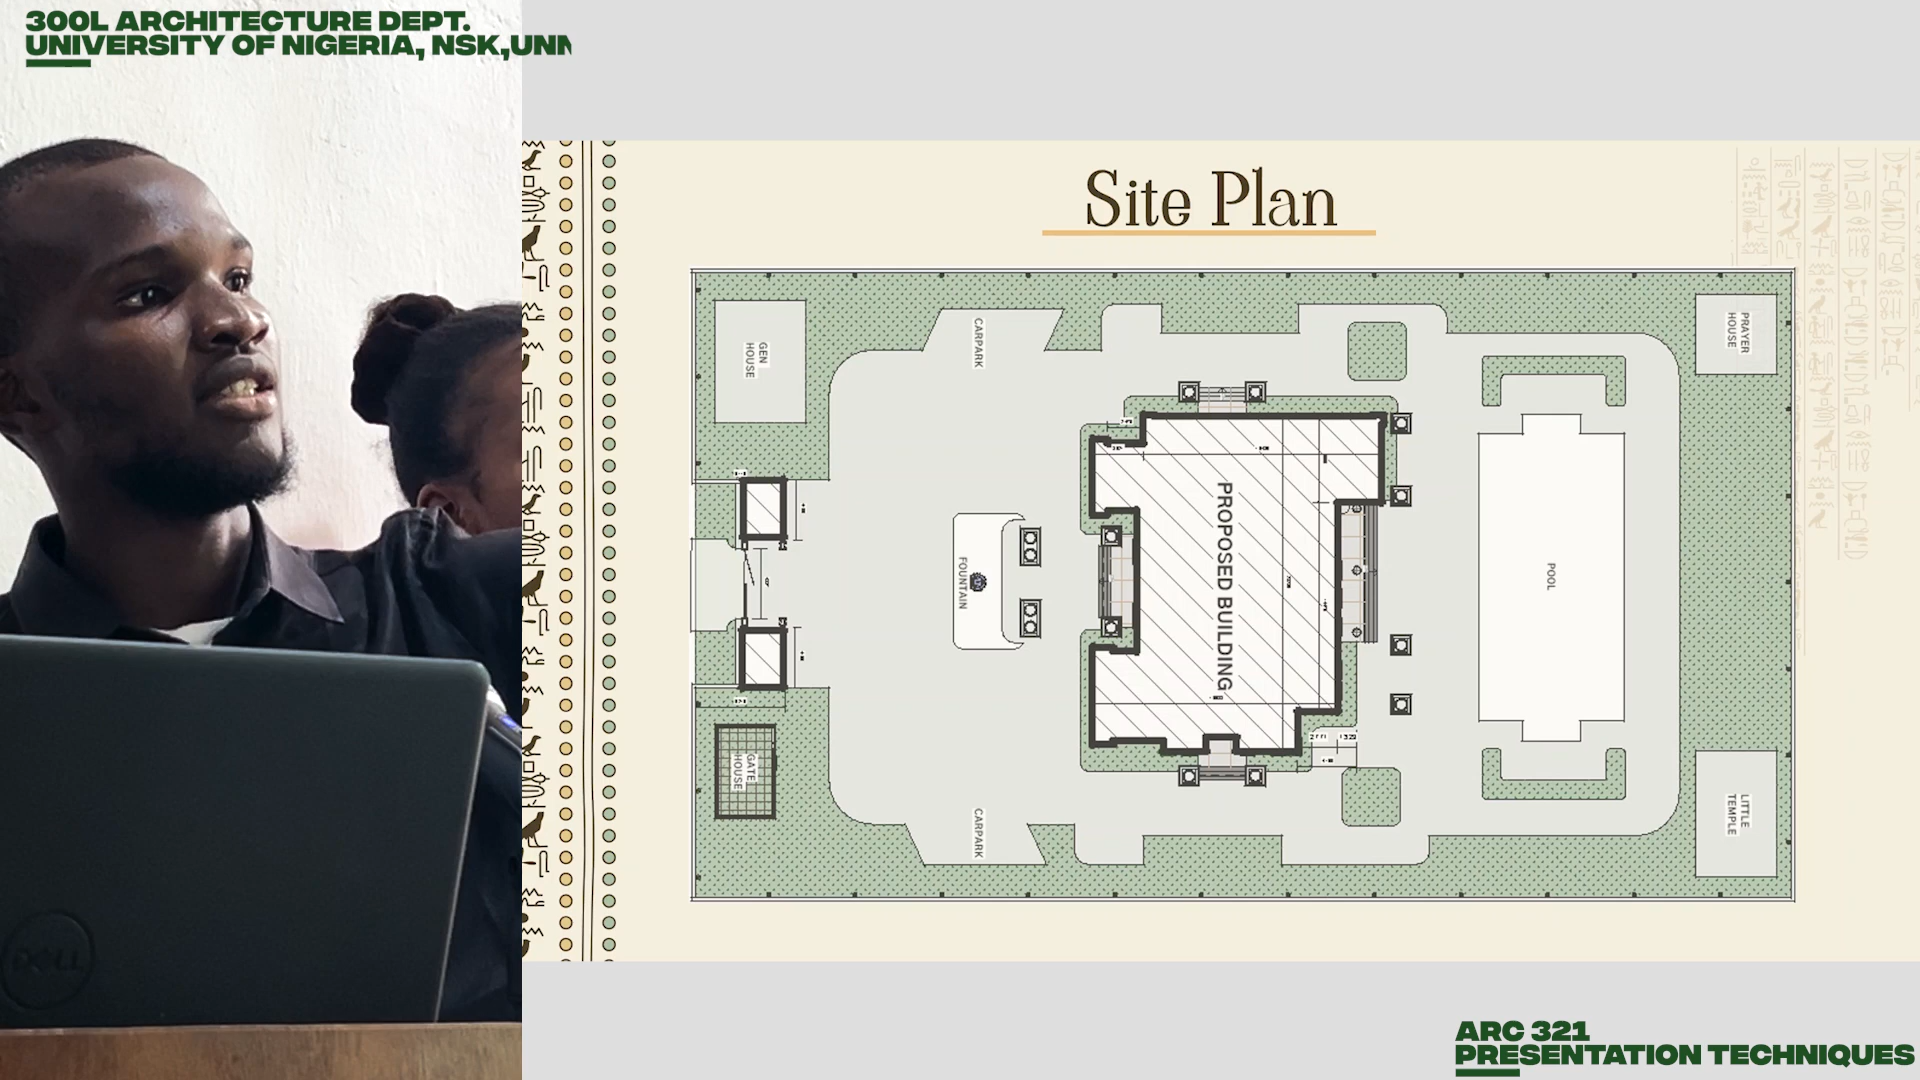 300L ARCHITECTURE DEPT.
UNIVERSITY OF NIGERIA, NSK,UNN
Site Plan
GEN
HOUSE
CARPARK
PRAYER
HOUSE
FOUNTAIN
PROPOSED BUILDING
POOL
GATE
HOUSE
CARPARK
LITTLE
TEMPLE
DELL
ARC 321
PRESENTATION TECHNIQUES